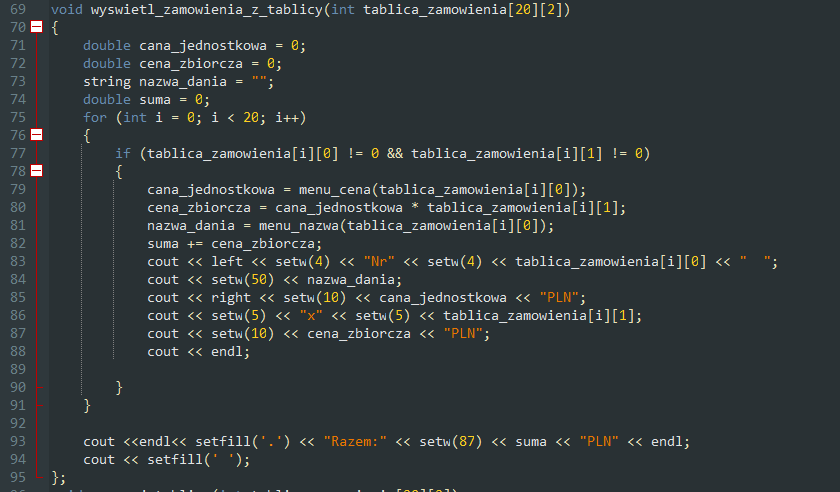 69 void wyswietl_zamowienia_z_tablicy(int tablica_zamowienia[20][2])
70 {
71 double cana_jednostkowa = 0;
72 double cena_zbiorcza = 0;
73 string nazwa_dania = "";
74 double suma = 0;
75 for (int i = 0; i < 20; i++)
76 {
77 if (tablica_zamowienia[i][0] != 0 && tablica_zamowienia[i][1] != 0)
78 {
79 cana_jednostkowa = menu_cena(tablica_zamowienia[i][0]);
80 cena_zbiorcza = cana_jednostkowa * tablica_zamowienia[i][1];
81 nazwa_dania = menu_nazwa(tablica_zamowienia[i][0]);
82 suma += cena_zbiorcza;
83 cout << left << setw(4) << "Nr" << setw(4) << tablica_zamowienia[i][0] << "  ";
84 cout << setw(50) << nazwa_dania;
85 cout << right << setw(10) << cana_jednostkowa << "PLN";
86 cout << setw(5) << "x" << setw(5) << tablica_zamowienia[i][1];
87 cout << setw(10) << cena_zbiorcza << "PLN";
88 cout << endl;
89
90 }
91 }
92
93 cout <<endl<< setfill('.') << "Razem:" << setw(87) << suma << "PLN" << endl;
94 cout << setfill(' ');
95 };